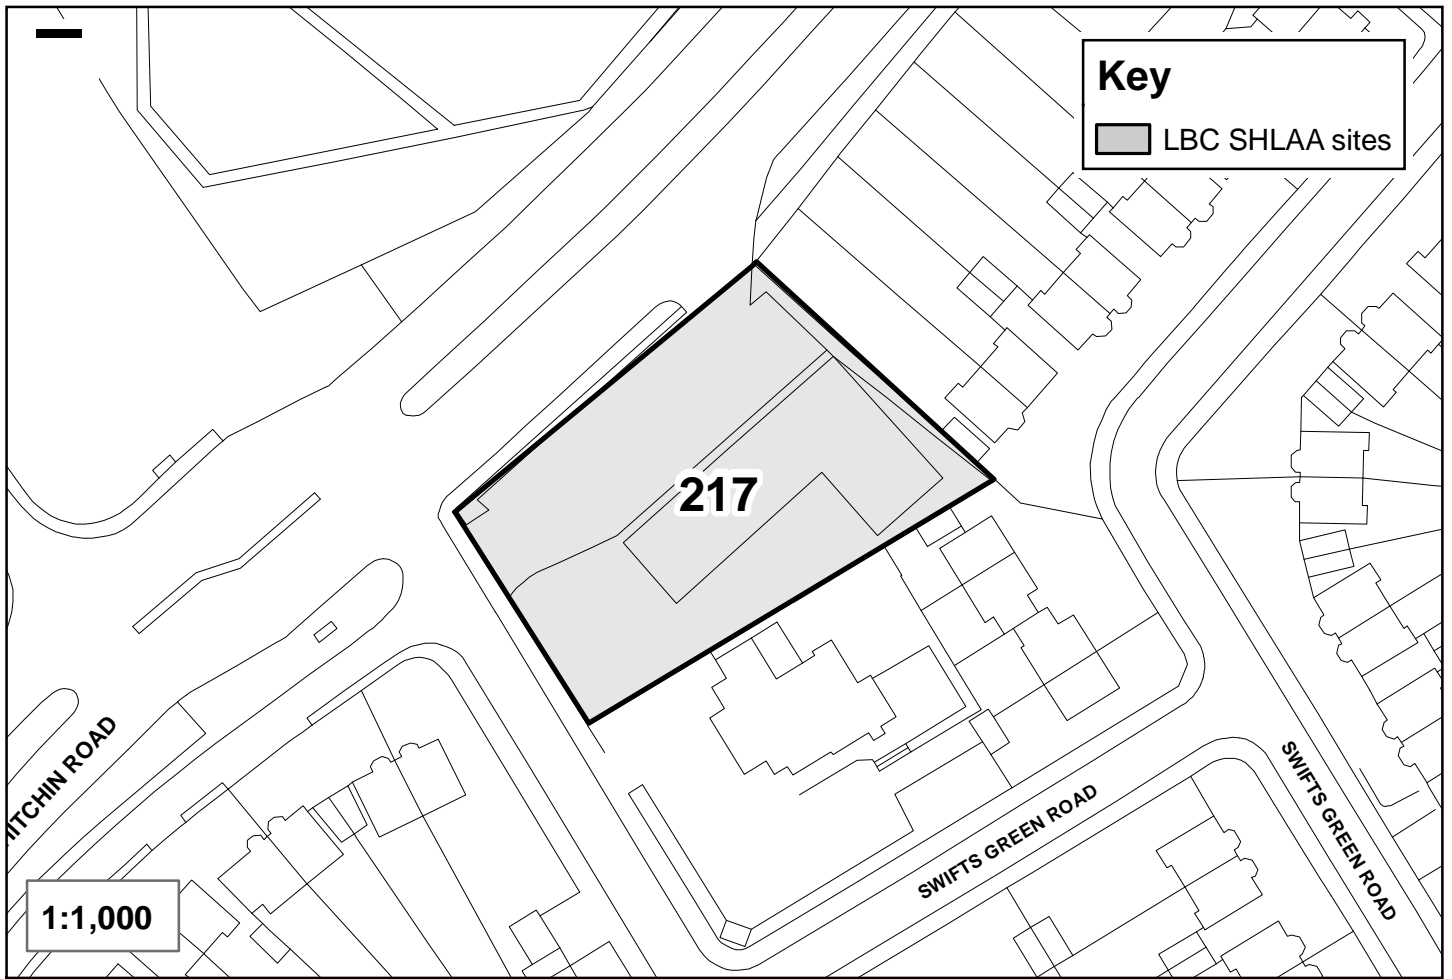 Key
LBC SHLAA sites
217
ITCHIN ROAD
SWIFTS GREEN ROAD
SWIFTS GREEN ROAD
1:1,000